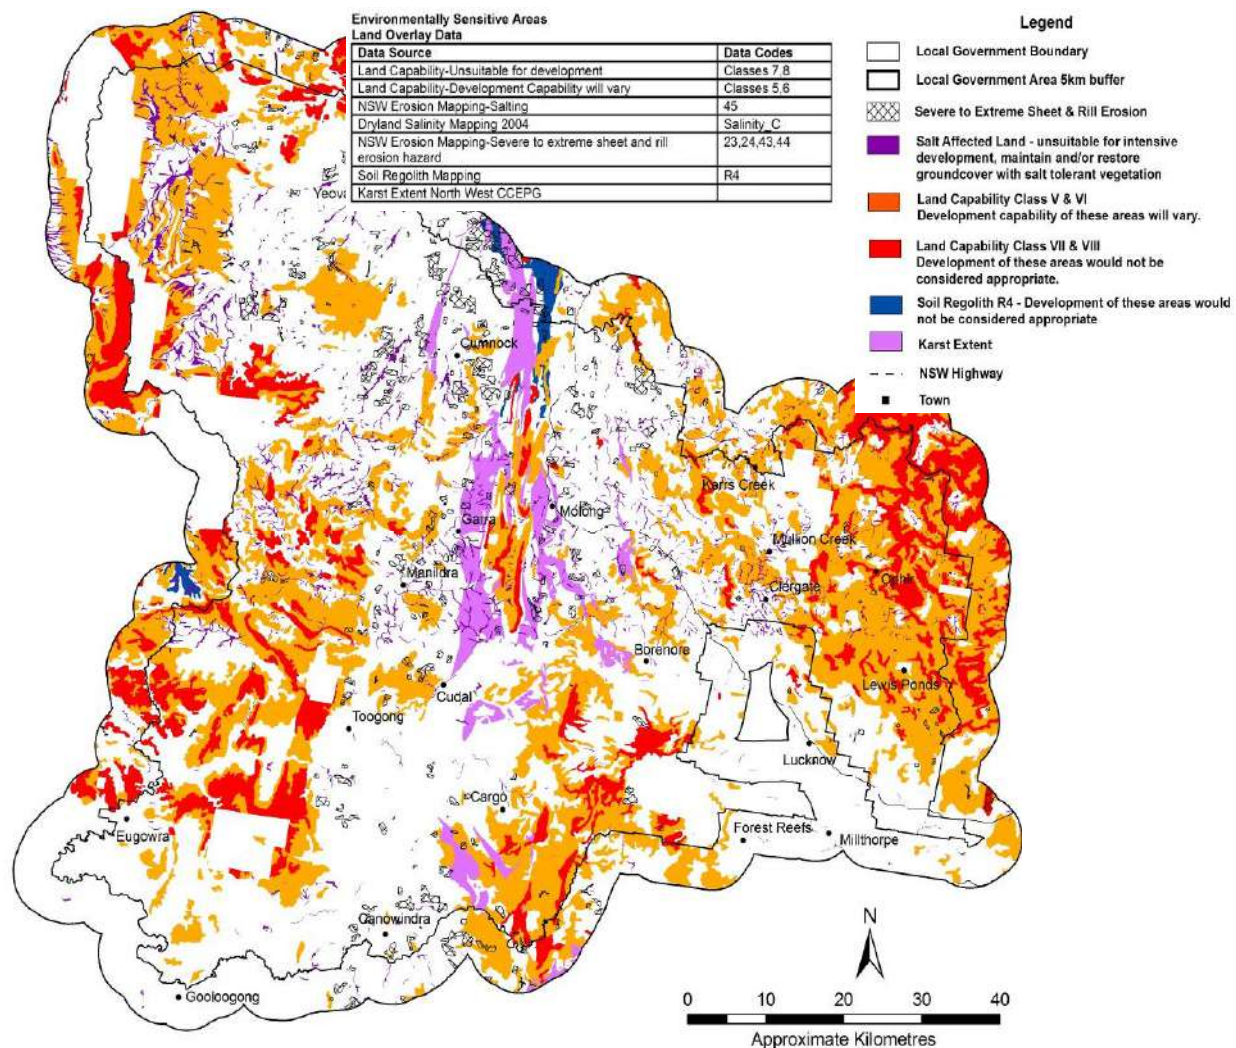 Environmentally Sensitive Areas
Land Overlay Data
Data Source Data Codes
Land Capability-Unsuitable for development Classes 7,8
Land Capability-Development Capability will vary Classes 5,6
NSW Erosion Mapping-Salting 45
Dryland Salinity Mapping 2004 Salinity_C
NSW Erosion Mapping-Severe to extreme sheet and rill 23,24,43,44
erosion hazard
Soil Regolith Mapping R4
Karst Extent North West CCEPG
Legend
Local Government Boundary
Local Government Area 5km buffer
Severe to Extreme Sheet & Rill Erosion
Salt Affected Land - unsuitable for intensive
development, maintain and/or restore
groundcover with salt tolerant vegetation
Land Capability Class V & VI
Development capability of these areas will vary.
Land Capability Class VII & VIII
Development of these areas would not be
considered appropriate.
Soil Regolith R4 - Development of these areas would
not be considered appropriate
Karst Extent
NSW Highway
Town
Yeova
Cumnock
Kerrs Creek
Molong
Garra
Mullion Creek
Ophir
Manildra
Clergate
Borenore
Lewis Ponds
Cudal
Toogong
Lucknow
Cargo
Eugowra
Forest Reefs
Millthorpe
Canowindra
Gooloogong
N
0 10 20 30 40
Approximate Kilometres